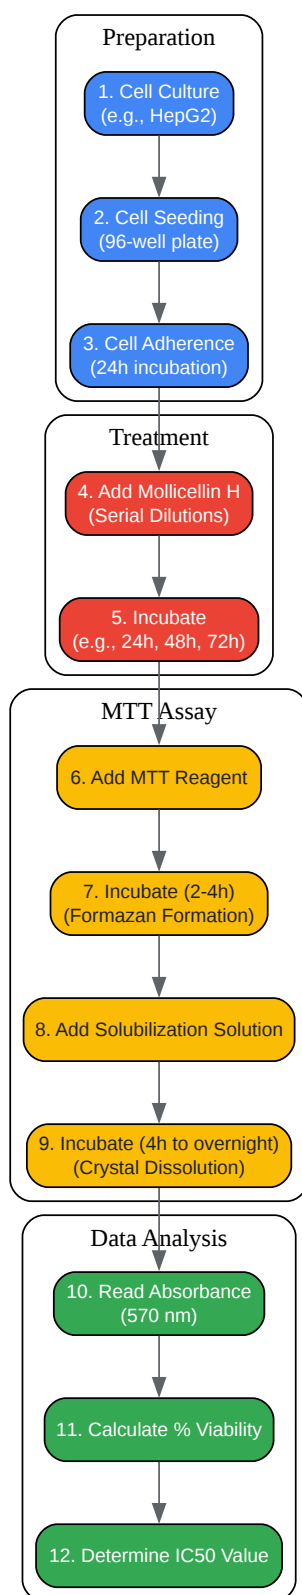 Preparation
1. Cell Culture
(e.g., HepG2)
2. Cell Seeding
(96-well plate)
3. Cell Adherence
(24h incubation)
Treatment
4. Add Mollicellin H
(Serial Dilutions)
5. Incubate
(e.g., 24h, 48h, 72h)
MTT Assay
6. Add MTT Reagent
7. Incubate (2-4h)
(Formazan Formation)
8. Add Solubilization Solution
9. Incubate (4h to overnight)
(Crystal Dissolution)
Data Analysis
10. Read Absorbance
(570 nm)
11. Calculate % Viability
12. Determine IC50 Value